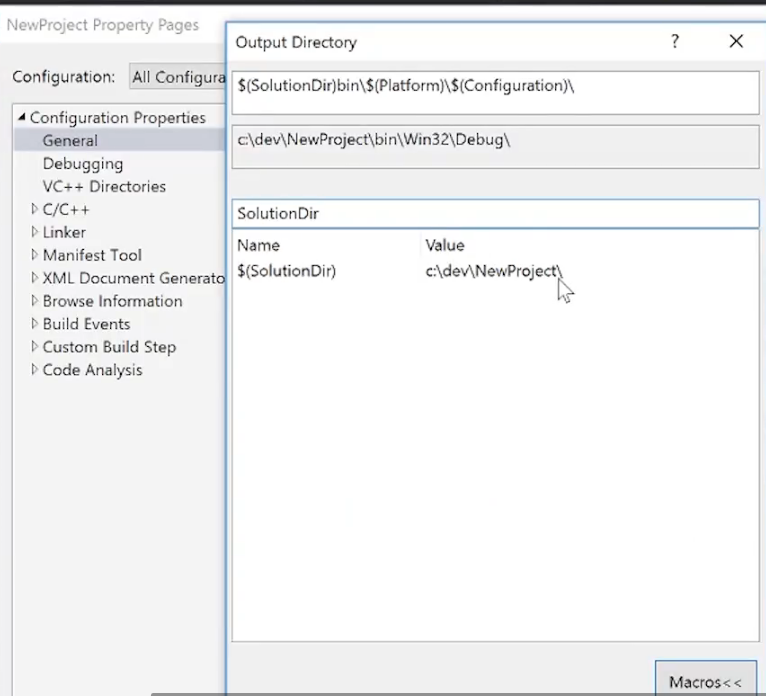 NewProject Property Pages
Configuration:
All Configura
Configuration Properties
General
Debugging
VC++ Directories
C/C++
Linker
Manifest Tool
XML Document Generato
Browse Information
Build Events
Custom Build Step
Code Analysis
Output Directory
?
$(SolutionDir)bin\$(Platform)\$(Configuration)\
c:\dev\NewProject\bin\Win32\Debug\
SolutionDir
Name Value
$(SolutionDir) c:\dev\NewProject\
Macros<<